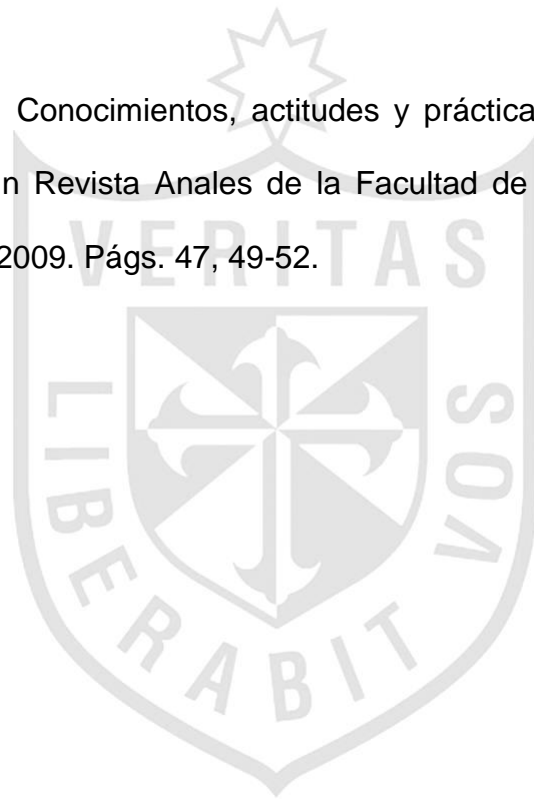 Conocimientos, actitudes y práctica
n Revista Anales de la Facultad de
2009. Págs. 47, 49-52.
VERITAS
LIBERABIT
VOS